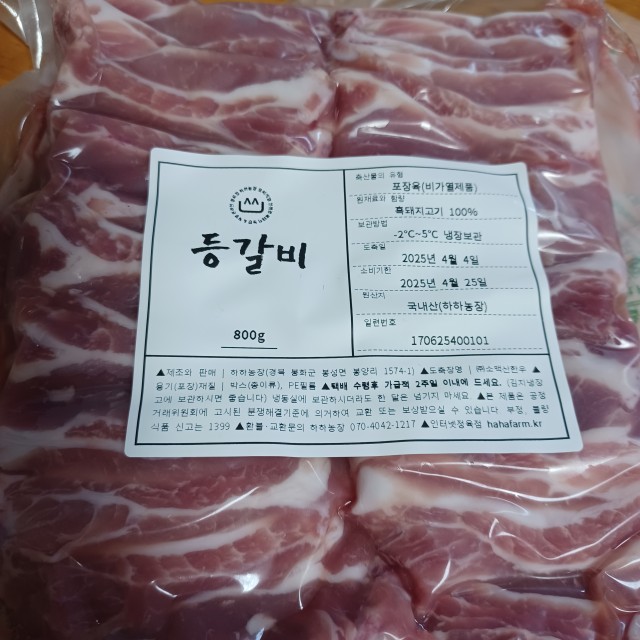 등갈비
800g
축산물의 유형
포장육(비가열제품)
원재료와 함량
흑돼지고기 100%
보관방법
-2℃~5℃ 냉장보관
도축일
2025년 4월 4일
소비기한
2025년 4월 25일
원산지
국내산(하하농장)
일련번호
170625400101
▲제조와 판매 | 하하농장(경북 봉화군 봉성면 봉양리 1574-1) ▲도축장명 | ㈜소백산한우 ▲
용기(포장)재질 | 박스(종이류), PE필름 ▲택배 수령후 가급적 2주일 이내에 드세요. (김치냉장
고에 보관하시면 좋습니다) 냉동실에 보관하시더라도 한 달은 넘기지 마세요 ▲본 제품은 공정
거래위원회에 고시된 분쟁해결기준에 의거하여 교환 또는 보상받으실 수 있습니다. 부정, 불량
식품 신고는 1399 ▲환불·교환문의 하하농장 070-4042-1217 ▲인터넷정육점 hahafarm.kr